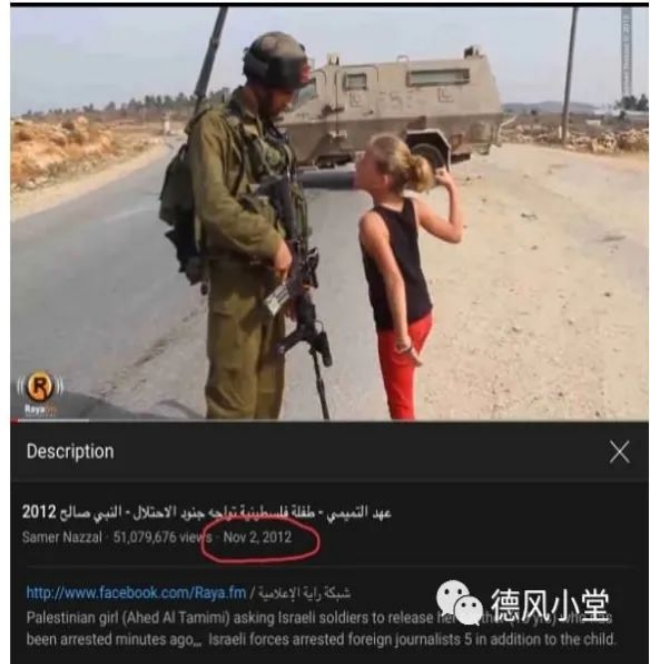 R
Raya
Description
عهد التميمي - طفلة فلسطينية تواجه جنود الاحتلال - النبي صالح 2012
Samer Nazzal · 51,079,676 views · Nov 2, 2012
http://www.facebook.com/Raya.fm / شبكة راية الإعلامية
Palestinian girl (Ahed Al Tamimi) asking Israeli soldiers to release her
been arrested minutes ago,,, Israeli forces arrested foreign journalists 5 in addition to the child.
德风小堂